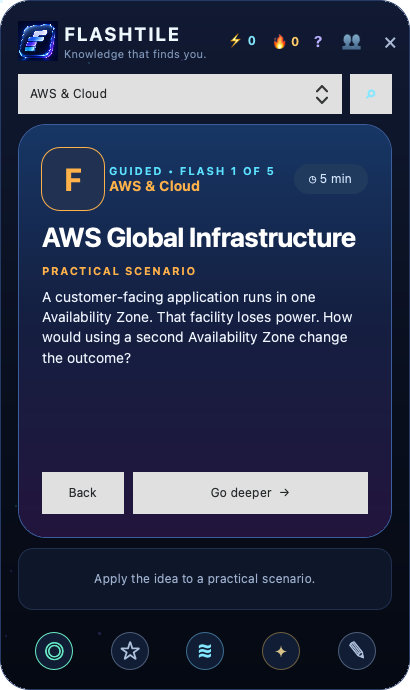 FLASHTILE
Knowledge that finds you.
⚡ 0 🔥 0 ? 👥 ×
AWS & Cloud
F
GUIDED • FLASH 1 OF 5
AWS & Cloud
◷ 5 min
AWS Global Infrastructure
PRACTICAL SCENARIO
A customer-facing application runs in one
Availability Zone. That facility loses power. How
would using a second Availability Zone change
the outcome?
Back
Go deeper →
Apply the idea to a practical scenario.